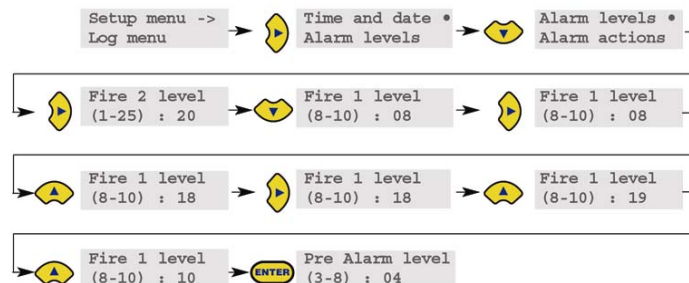 Setup menu ->
Log menu
Time and date •
Alarm levels
Alarm levels •
Alarm actions
Fire 2 level
(1-25) : 20
Fire 1 level
(8-10) : 08
Fire 1 level
(8-10) : 08
Fire 1 level
(8-10) : 18
Fire 1 level
(8-10) : 18
Fire 1 level
(8-10) : 19
Fire 1 level
(8-10) : 10
ENTER
Pre Alarm level
(3-8) : 04